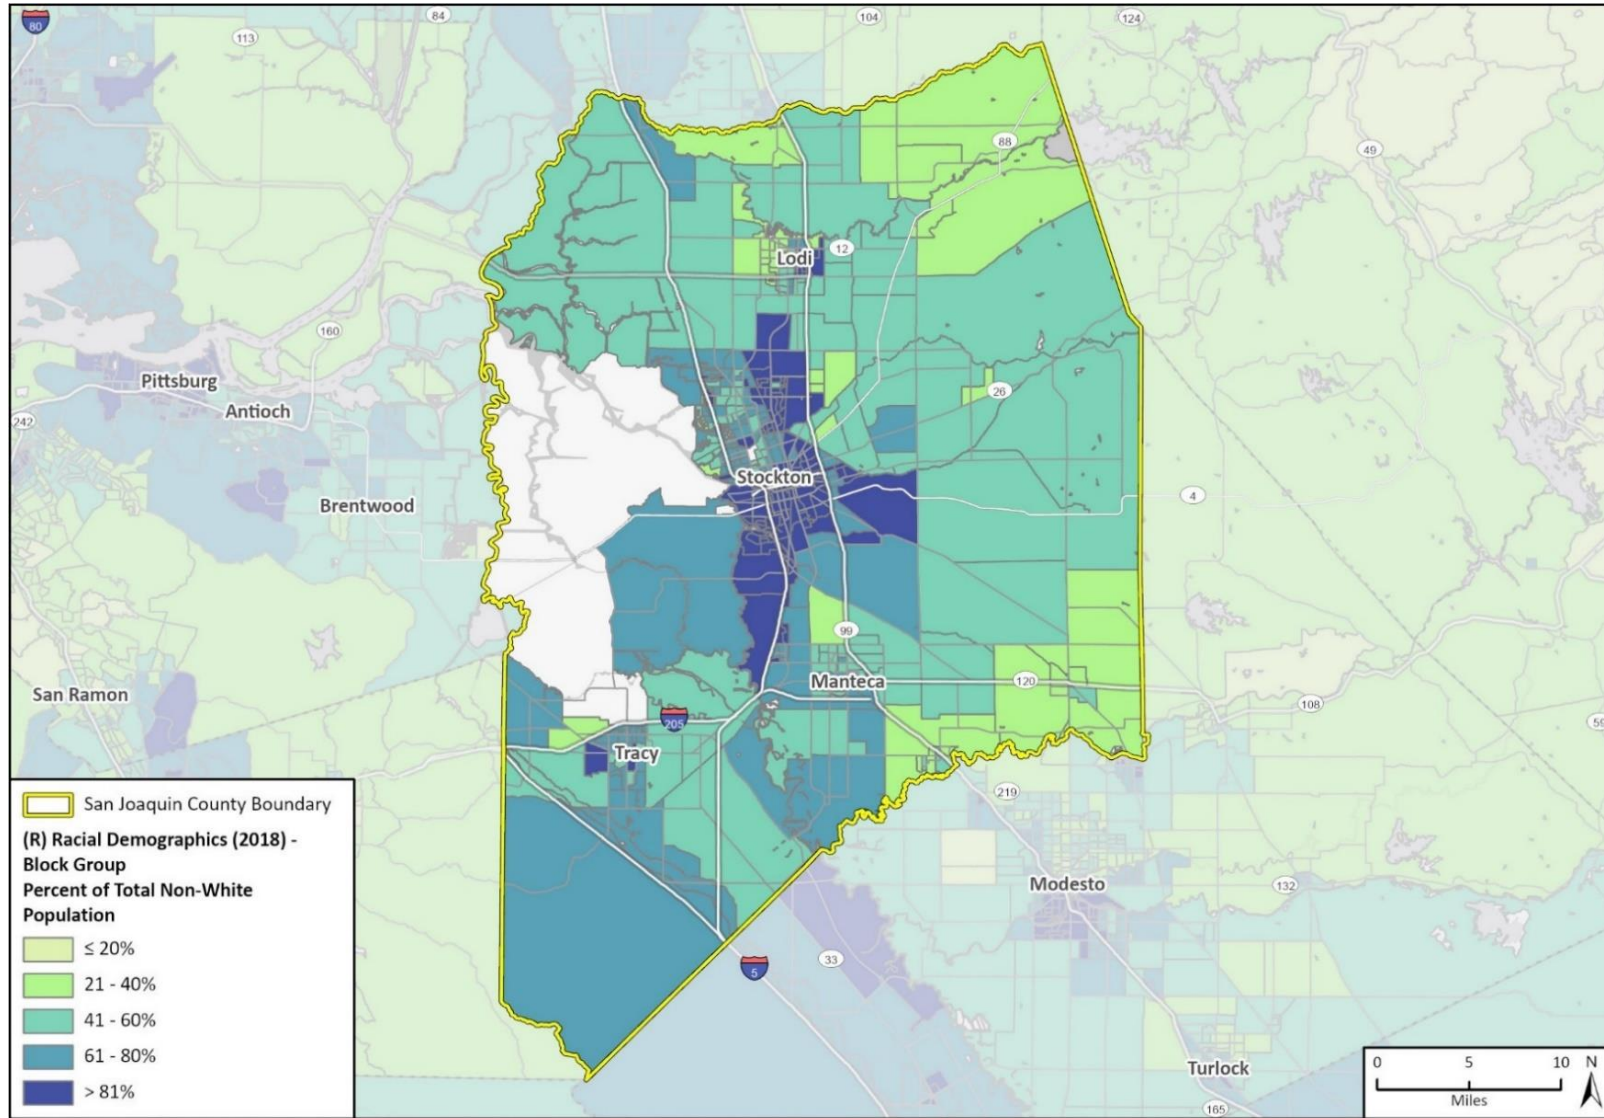 80
84
104
124
113
49
88
Lodi
12
160
Pittsburg
Antioch
242
26
Stockton
Brentwood
4
99
San Ramon
Manteca
120
108
205
59
Tracy
219
San Joaquin County Boundary
(R) Racial Demographics (2018) -
Block Group
Percent of Total Non-White
Population
≤ 20%
21 - 40%
41 - 60%
61 - 80%
> 81%
Modesto
132
33
5
Turlock
165
0 5 10
Miles
N